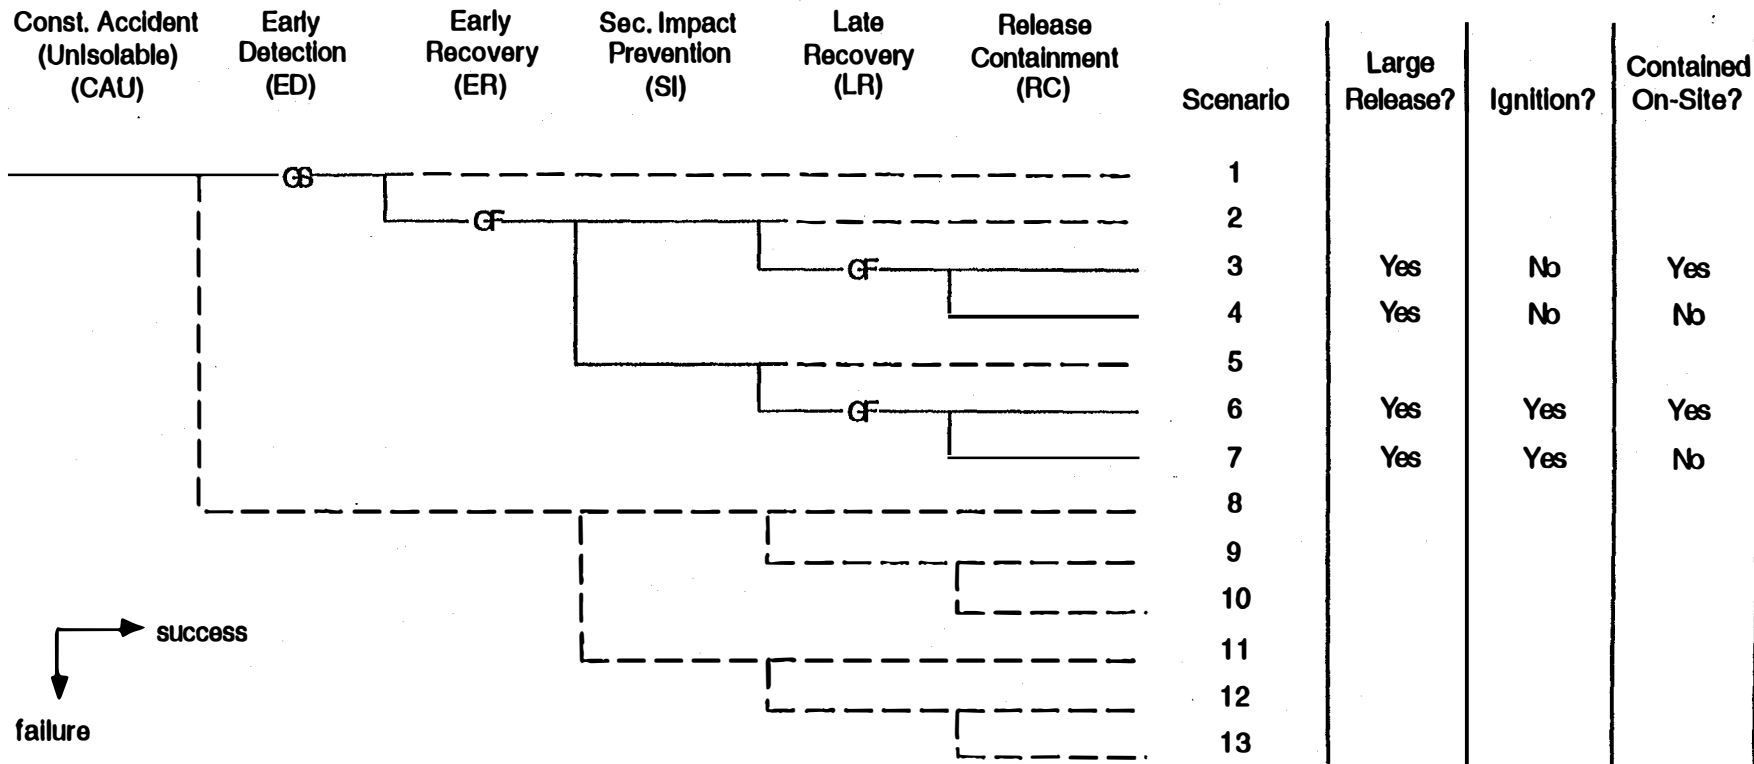 Const. Accident
(Unisolable)
(CAU)
Early
Detection
(ED)
Early
Recovery
(ER)
Sec. Impact
Prevention
(SI)
Late
Recovery
(LR)
Release
Containment
(RC)
Scenario
Large
Release?
Ignition?
Contained
On-Site?
GS
1
GF
2
GF
3 Yes No Yes
4 Yes No No
5
GF
6 Yes Yes Yes
7 Yes Yes No
8
9
10
11
12
13
success
failure